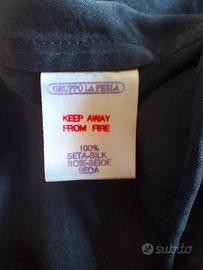 GRUPPO LA PERLA
KEEP AWAY
FROM FIRE
100%
SETA-SILK
SOIE-SEIDE
SEDA
subito